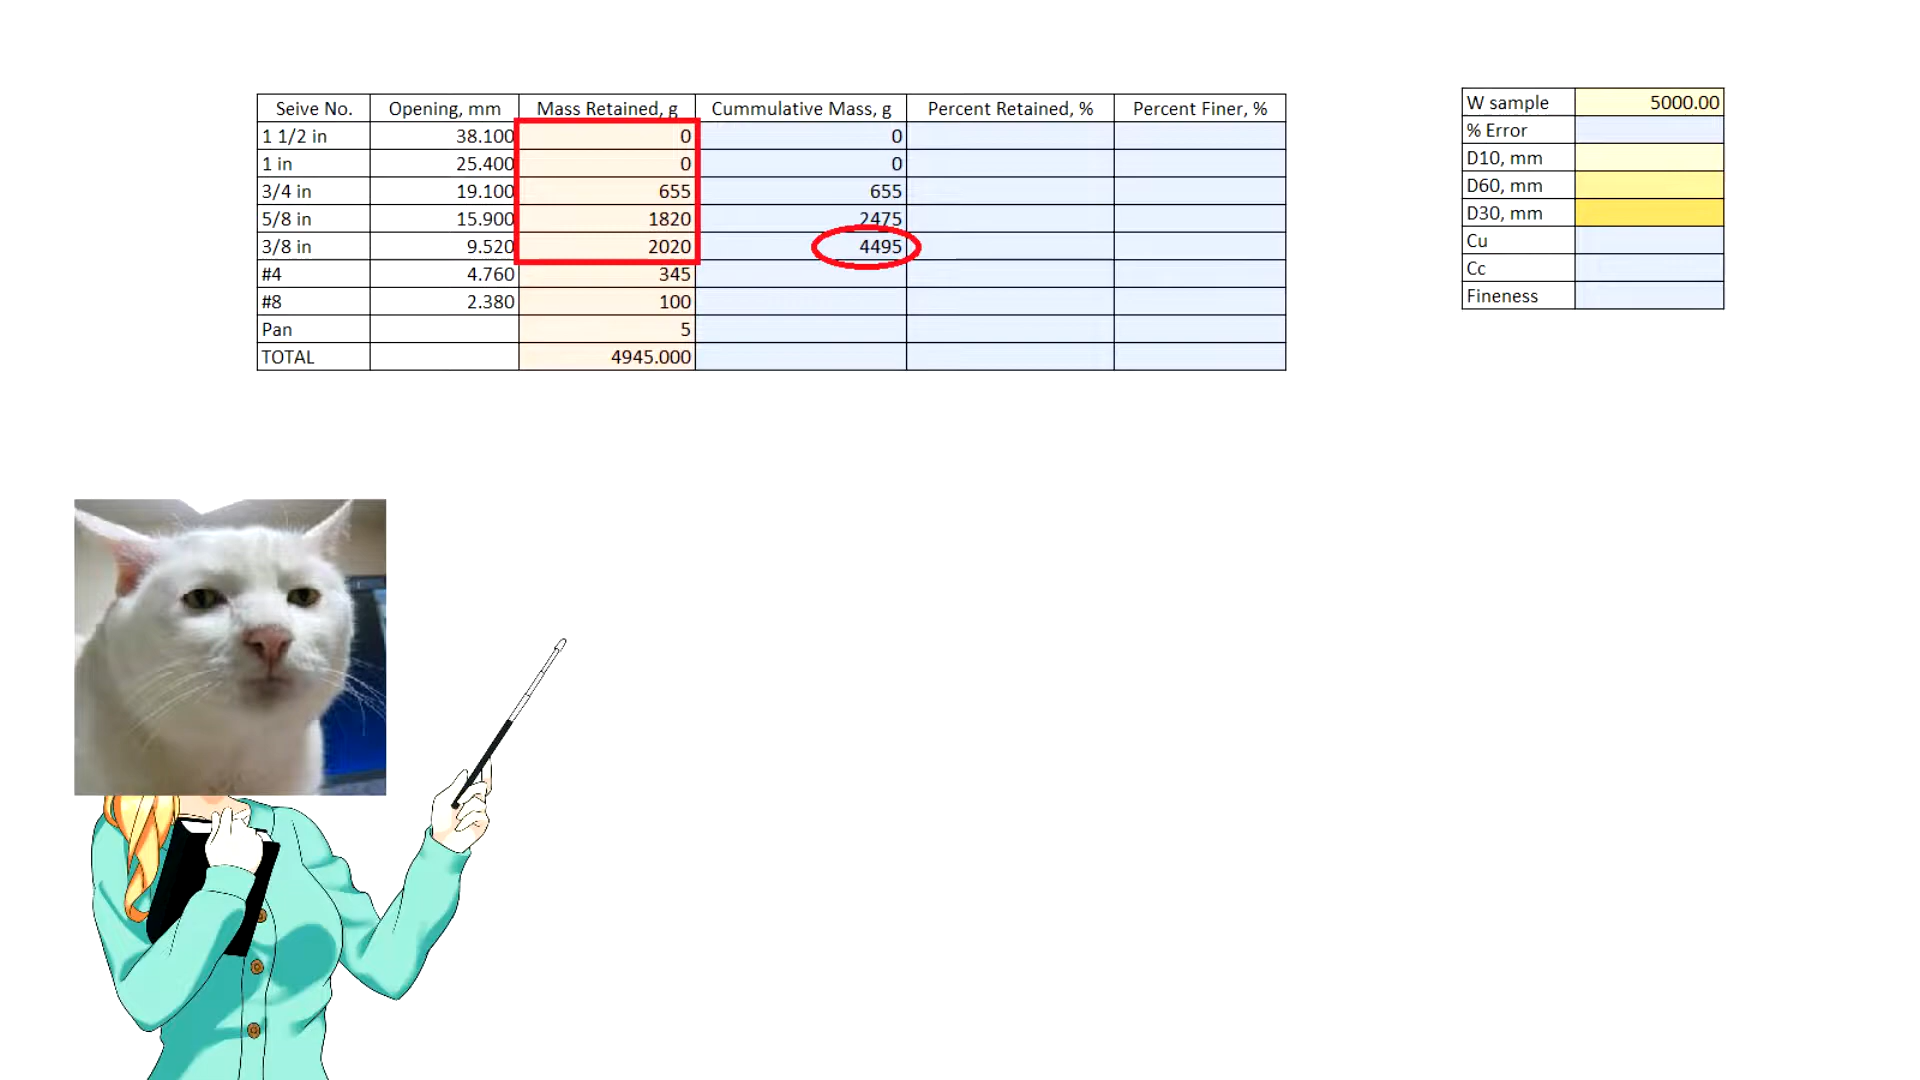 Seive No. Opening, mm Mass Retained, g Cummulative Mass, g Percent Retained, % Percent Finer, %
1 1/2 in 38.100 0 0
1 in 25.400 0 0
3/4 in 19.100 655 655
5/8 in 15.900 1820 2475
3/8 in 9.520 2020 4495
#4 4.760 345
#8 2.380 100
Pan 5
TOTAL 4945.000
W sample 5000.00
% Error
D10, mm
D60, mm
D30, mm
Cu
Cc
Fineness